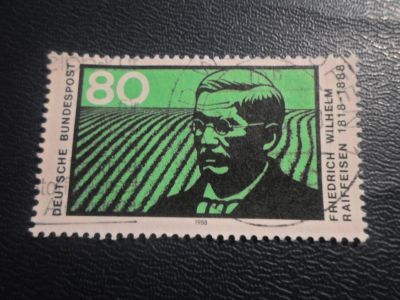 80
DEUTSCHE BUNDESPOST
FRIEDRICH WILHELM
RAIFFEISEN 1818-1888
1988